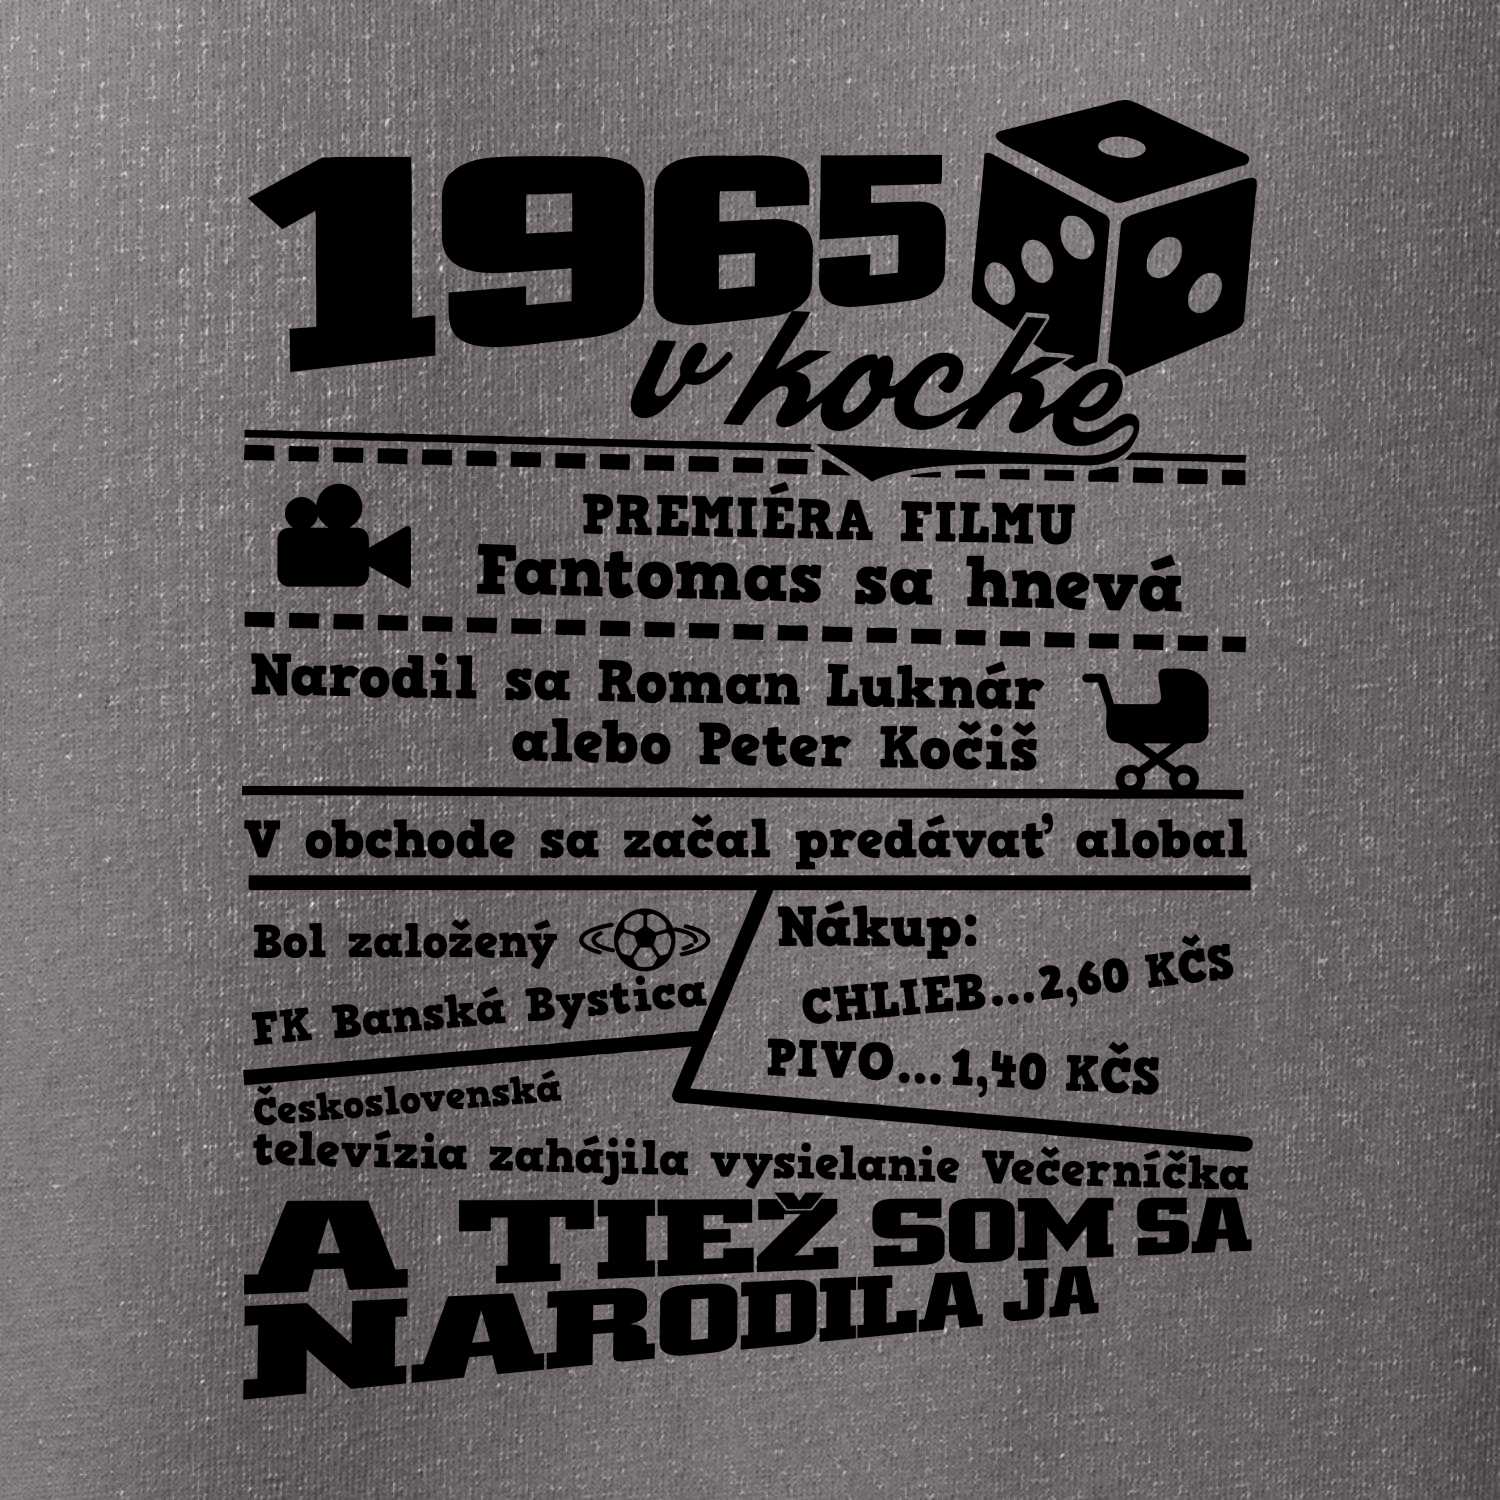 1965
v kocke
PREMIÉRA FILMU
Fantomas sa hnevá
Narodil sa Roman Luknár
alebo Peter Kočiš
V obchode sa začal predávať alobal
Bol založený
FK Banská Bystica
Nákup:
CHLIEB...2,60 KČS
PIVO...1,40 KČS
Československá
televízia zahájila vysielanie Večerníčka
A TIEŽ SOM SA
NARODILA JA